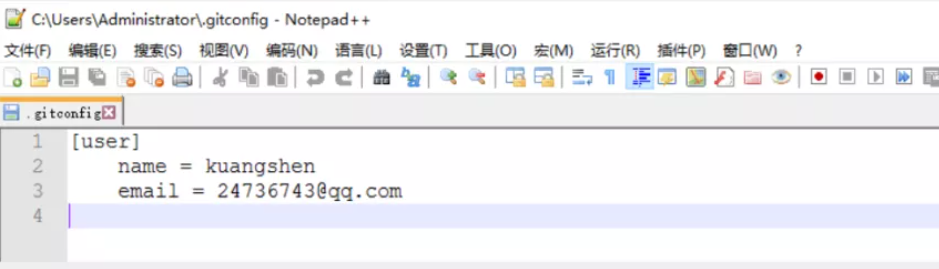 C:\Users\Administrator\.gitconfig - Notepad++
文件(F) 编辑(E) 搜索(S) 视图(V) 编码(N) 语言(L) 设置(T) 工具(O) 宏(M) 运行(R) 插件(P) 窗口(W) ?
.gitconfig
1 [user]
2 name = kuangshen
3 email = 24736743@qq.com
4